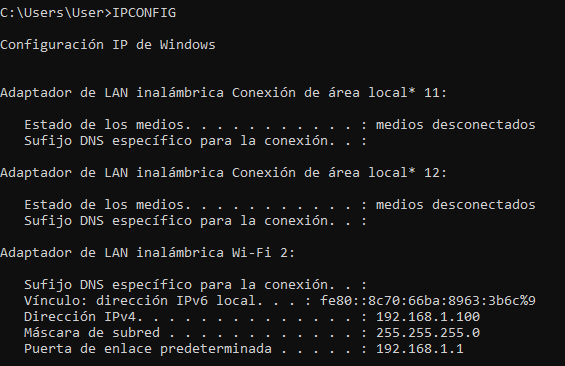 C:\Users\User>IPCONFIG
Configuración IP de Windows
Adaptador de LAN inalámbrica Conexión de área local* 11:
Estado de los medios. . . . . . . . . . . : medios desconectados
Sufijo DNS específico para la conexión. . :
Adaptador de LAN inalámbrica Conexión de área local* 12:
Estado de los medios. . . . . . . . . . . : medios desconectados
Sufijo DNS específico para la conexión. . :
Adaptador de LAN inalámbrica Wi-Fi 2:
Sufijo DNS específico para la conexión. . :
Vínculo: dirección IPv6 local. . . : fe80::8c70:66ba:8963:3b6c%9
Dirección IPv4. . . . . . . . . . . . . . : 192.168.1.100
Máscara de subred . . . . . . . . . . . . : 255.255.255.0
Puerta de enlace predeterminada . . . . . : 192.168.1.1